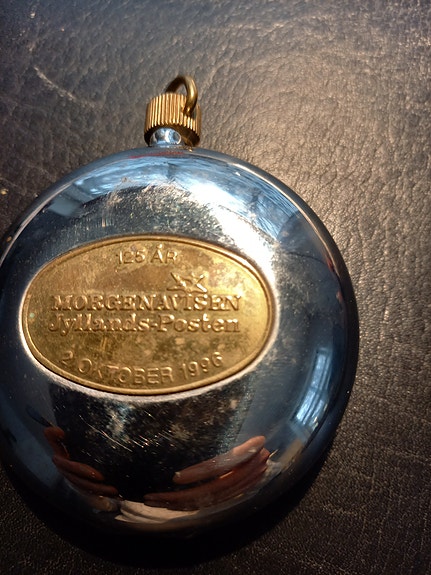 125 ÅR
MORGENAVISEN
Jyllands-Posten
2 OKTOBER 1996